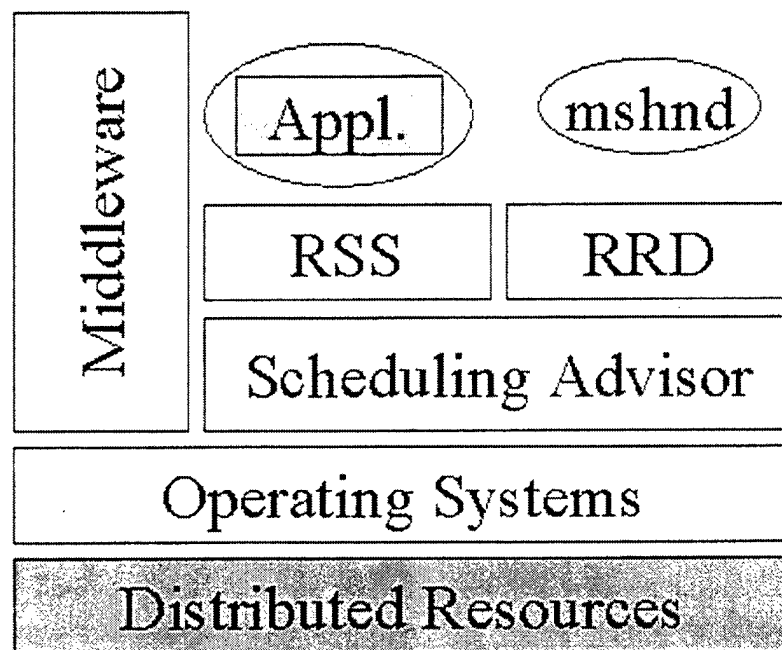 Middleware
Appl.
mshnd
RSS
RRD
Scheduling Advisor
Operating Systems
Distributed Resources